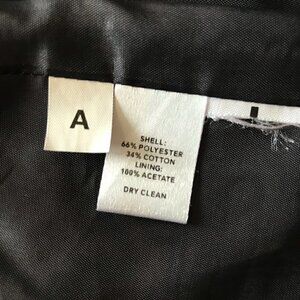 A
SHELL:
66% POLYESTER
34% COTTON
LINING:
100% ACETATE
DRY CLEAN